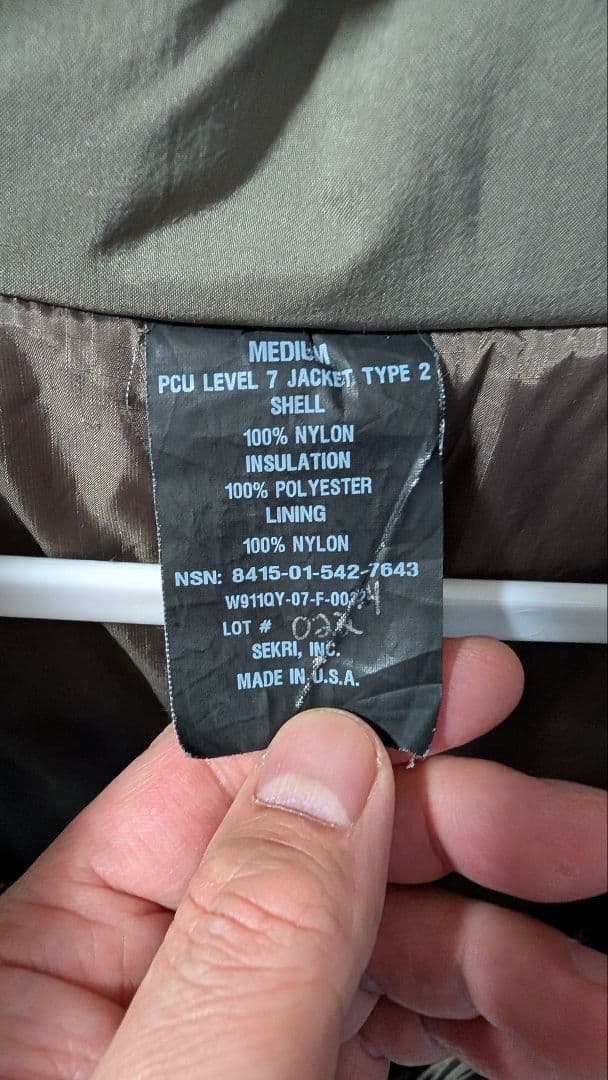 MEDIUM
PCU LEVEL 7 JACKET TYPE 2
SHELL
100% NYLON
INSULATION
100% POLYESTER
LINING
100% NYLON
NSN: 8415-01-542-7643
LOT #
SEKRI, INC.
MADE IN U.S.A.